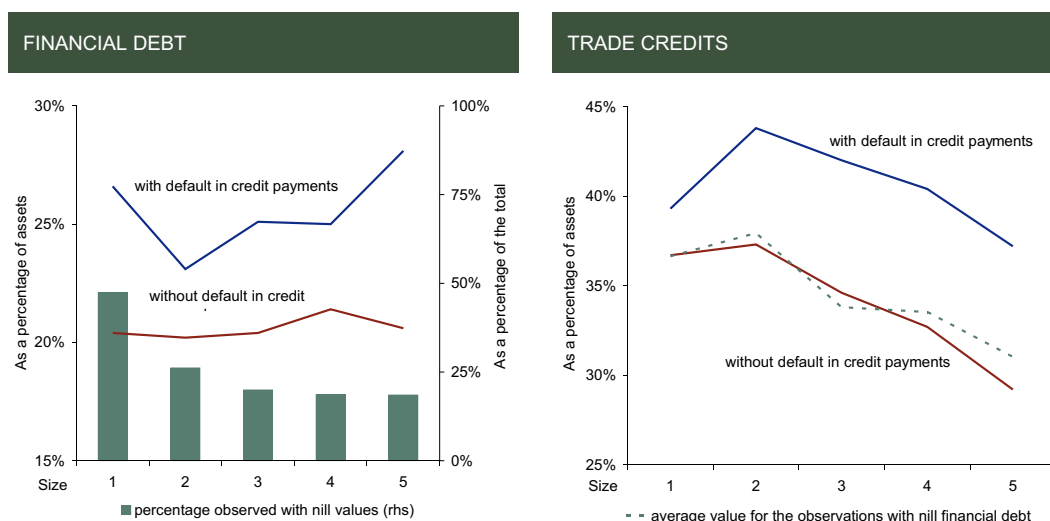 FINANCIAL DEBT
30%
25%
20%
15%
As a percentage of assets
100%
75%
50%
25%
0%
As a percentage of the total
with default in credit payments
without default in credit
Size 1 2 3 4 5
percentage observed with nill values (rhs)
TRADE CREDITS
45%
40%
35%
30%
25%
As a percentage of assets
with default in credit payments
without default in credit payments
Size 1 2 3 4 5
average value for the observations with nill financial debt